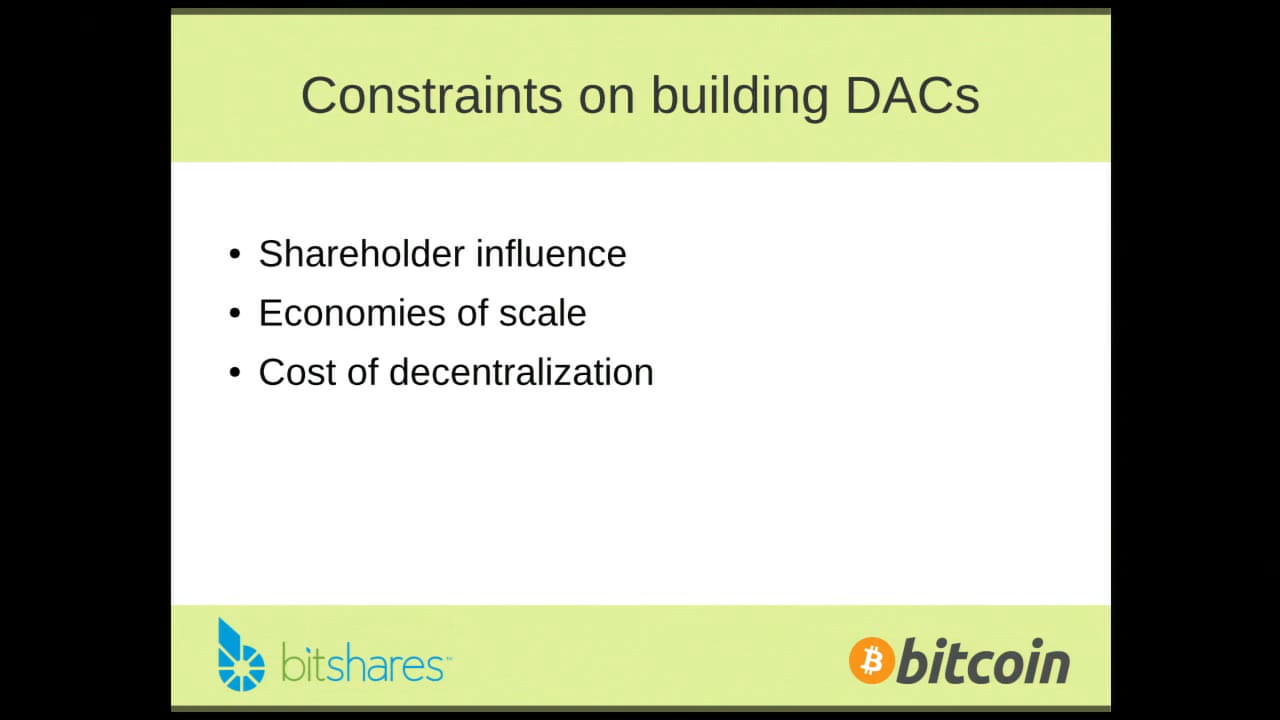 Constraints on building DACs
• Shareholder influence
• Economies of scale
• Cost of decentralization
bitshares™
bitcoin